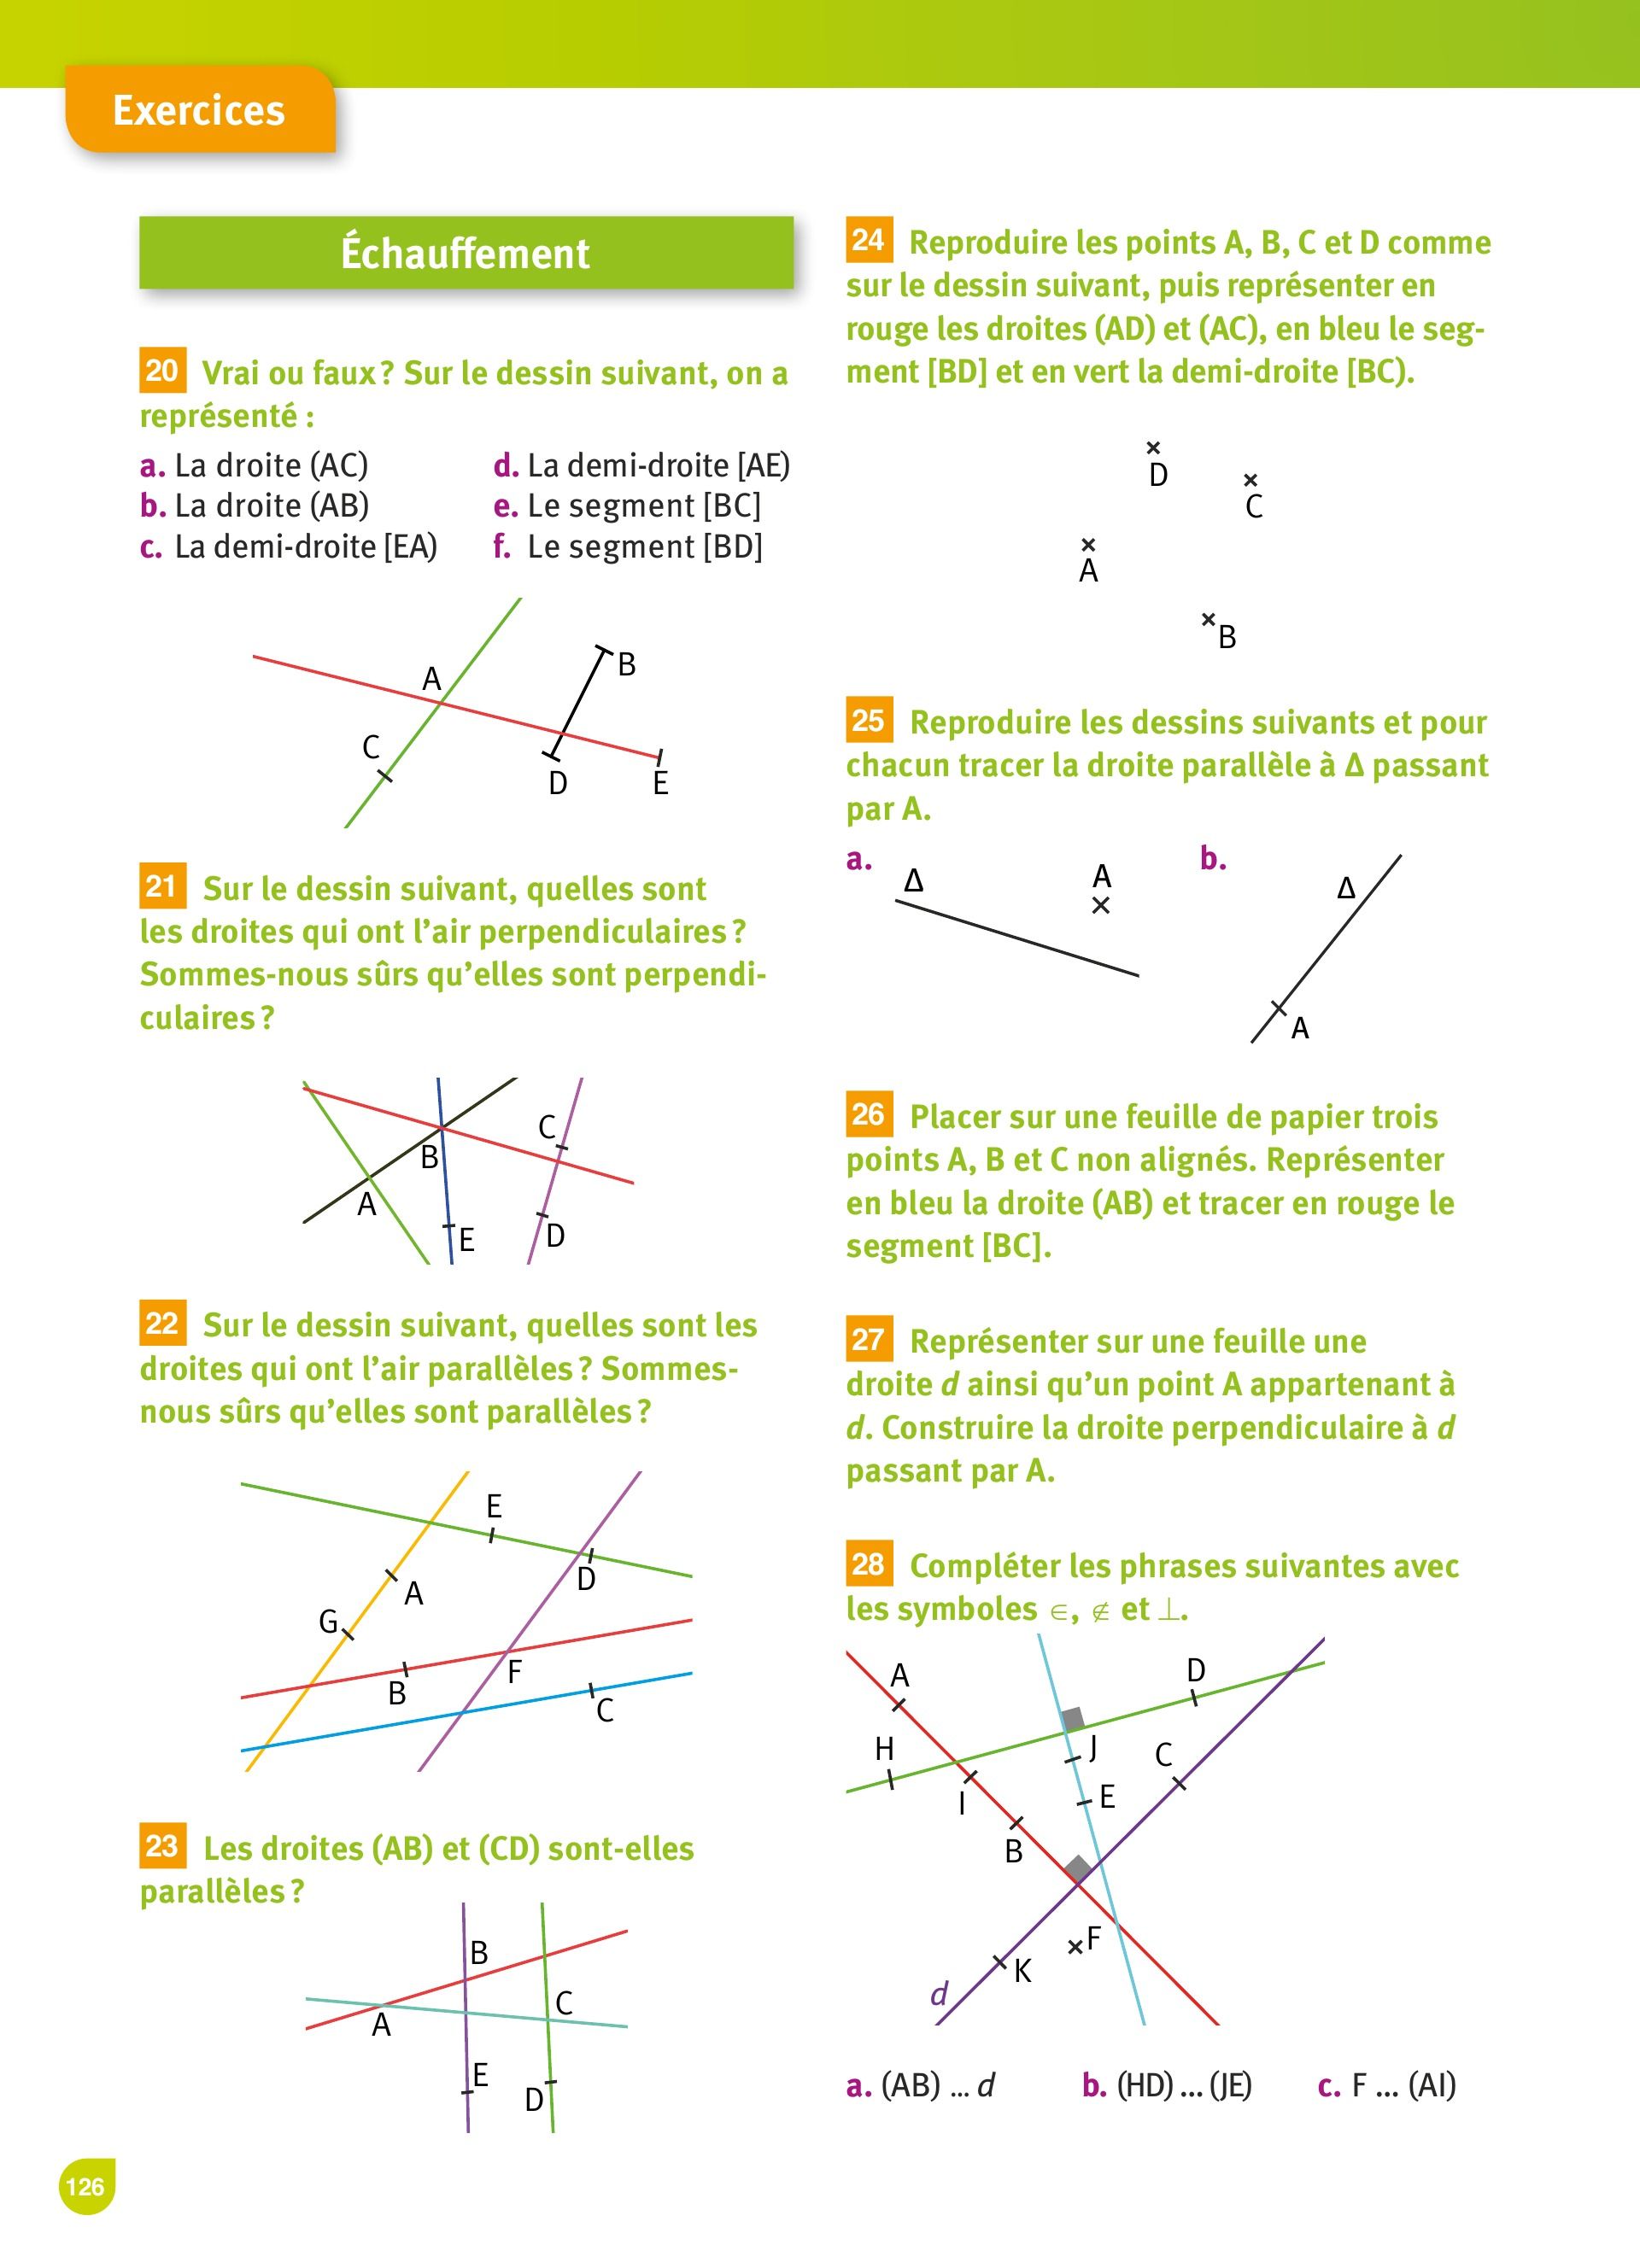 Exercices
Échauffement
20 Vrai ou faux ? Sur le dessin suivant, on a
représenté :
a. La droite (AC)
b. La droite (AB)
c. La demi-droite [EA)
d. La demi-droite [AE)
e. Le segment [BC]
f. Le segment [BD]
A
B
C
D
E
21 Sur le dessin suivant, quelles sont
les droites qui ont l’air perpendiculaires ?
Sommes-nous sûrs qu’elles sont perpendi-
culaires ?
C
B
A
E
D
22 Sur le dessin suivant, quelles sont les
droites qui ont l’air parallèles ? Sommes-
nous sûrs qu’elles sont parallèles ?
E
D
A
G
F
B
C
23 Les droites (AB) et (CD) sont-elles
parallèles ?
B
C
A
E
D
24 Reproduire les points A, B, C et D comme
sur le dessin suivant, puis représenter en
rouge les droites (AD) et (AC), en bleu le seg-
ment [BD] et en vert la demi-droite [BC).
D
C
A
B
25 Reproduire les dessins suivants et pour
chacun tracer la droite parallèle à Δ passant
par A.
a.
Δ
A
b.
Δ
A
26 Placer sur une feuille de papier trois
points A, B et C non alignés. Représenter
en bleu la droite (AB) et tracer en rouge le
segment [BC].
27 Représenter sur une feuille une
droite d ainsi qu’un point A appartenant à
d. Construire la droite perpendiculaire à d
passant par A.
28 Compléter les phrases suivantes avec
les symboles ∈, ∉ et ⊥.
A
D
H
J
C
I
E
B
F
K
d
a. (AB) ... d b. (HD) ... (JE) c. F ... (AI)
126